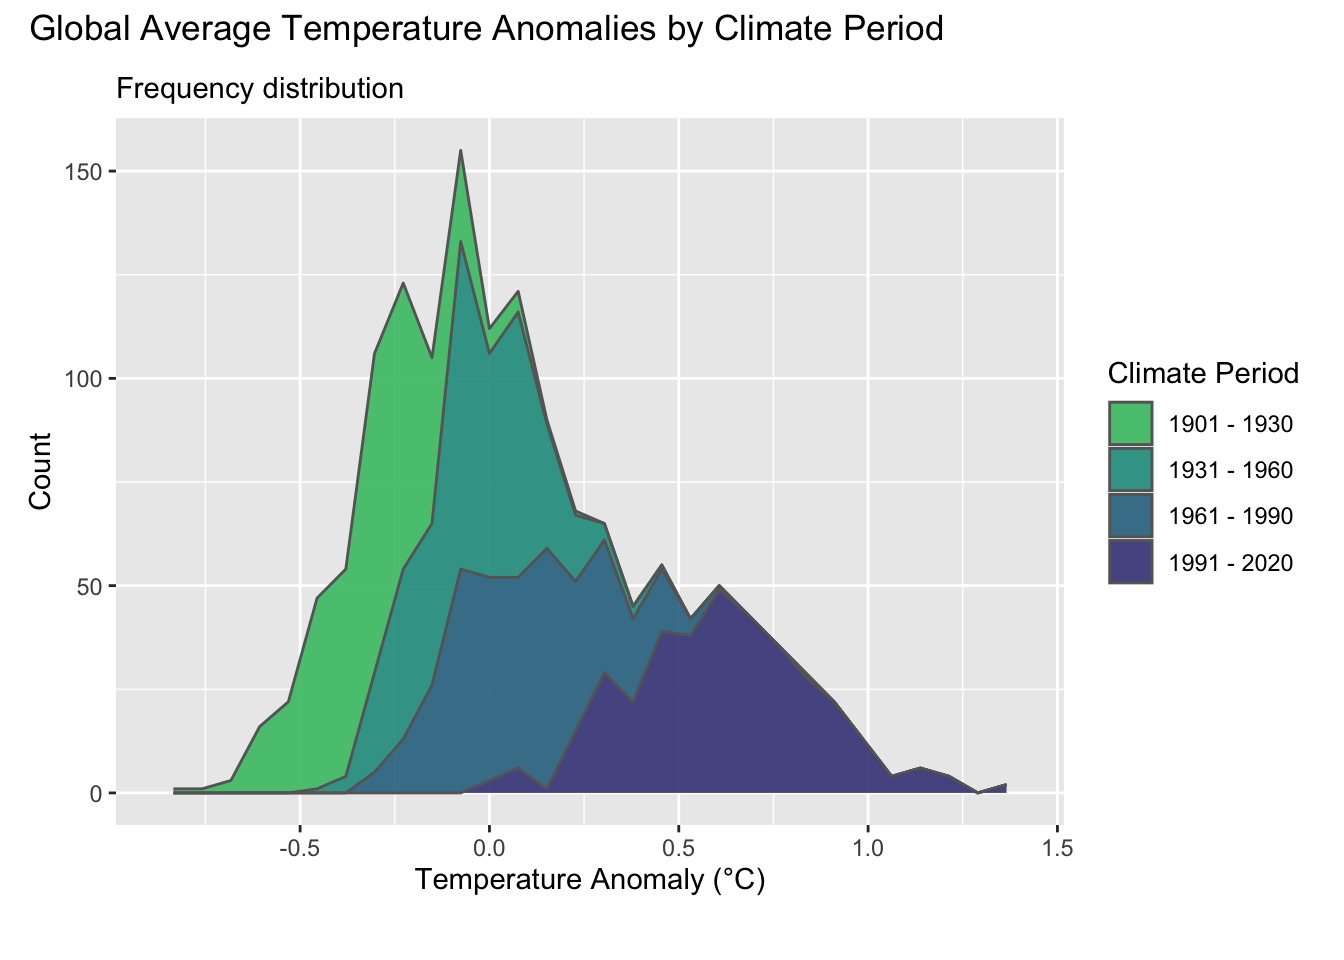 Global Average Temperature Anomalies by Climate Period
Frequency distribution
150
100
50
0
Count
-0.5
0.0
0.5
1.0
1.5
Temperature Anomaly (°C)
Climate Period
1901 - 1930
1931 - 1960
1961 - 1990
1991 - 2020